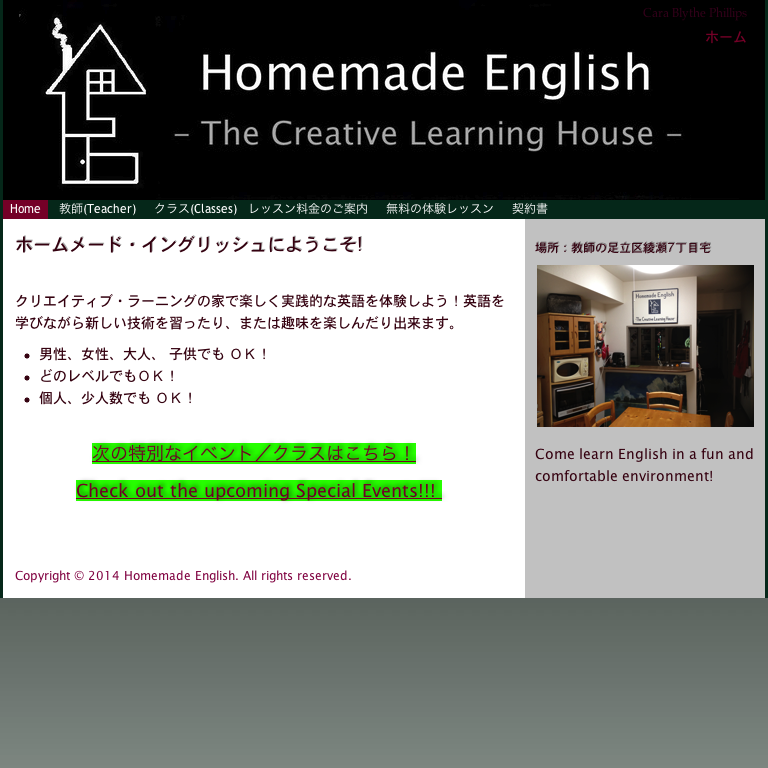 Cara Blythe Phillips
ホーム
Homemade English
- The Creative Learning House -
Home 教師(Teacher) クラス(Classes) レッスン料金のご案内 無料の体験レッスン 契約書
ホームメード・イングリッシュにようこそ!
クリエイティブ・ラーニングの家で楽しく実践的な英語を体験しよう！英語を
学びながら新しい技術を習ったり、または趣味を楽しんだり出来ます。
• 男性、女性、大人、 子供でも ＯＫ！
• どのレベルでもＯＫ！
• 個人、少人数でも ＯＫ！
次の特別なイベント／クラスはこちら！
Check out the upcoming Special Events!!!
場所：教師の足立区綾瀬7丁目宅
Homemade English
The Creative Learning House
Come learn English in a fun and
comfortable environment!
Copyright © 2014 Homemade English. All rights reserved.